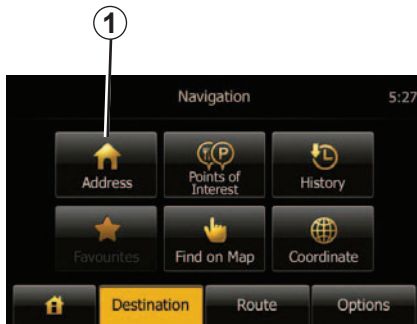 1
Navigation 5:27
Address
Points of
Interest
History
Favourites
Find on Map
Coordinate
Destination Route Options